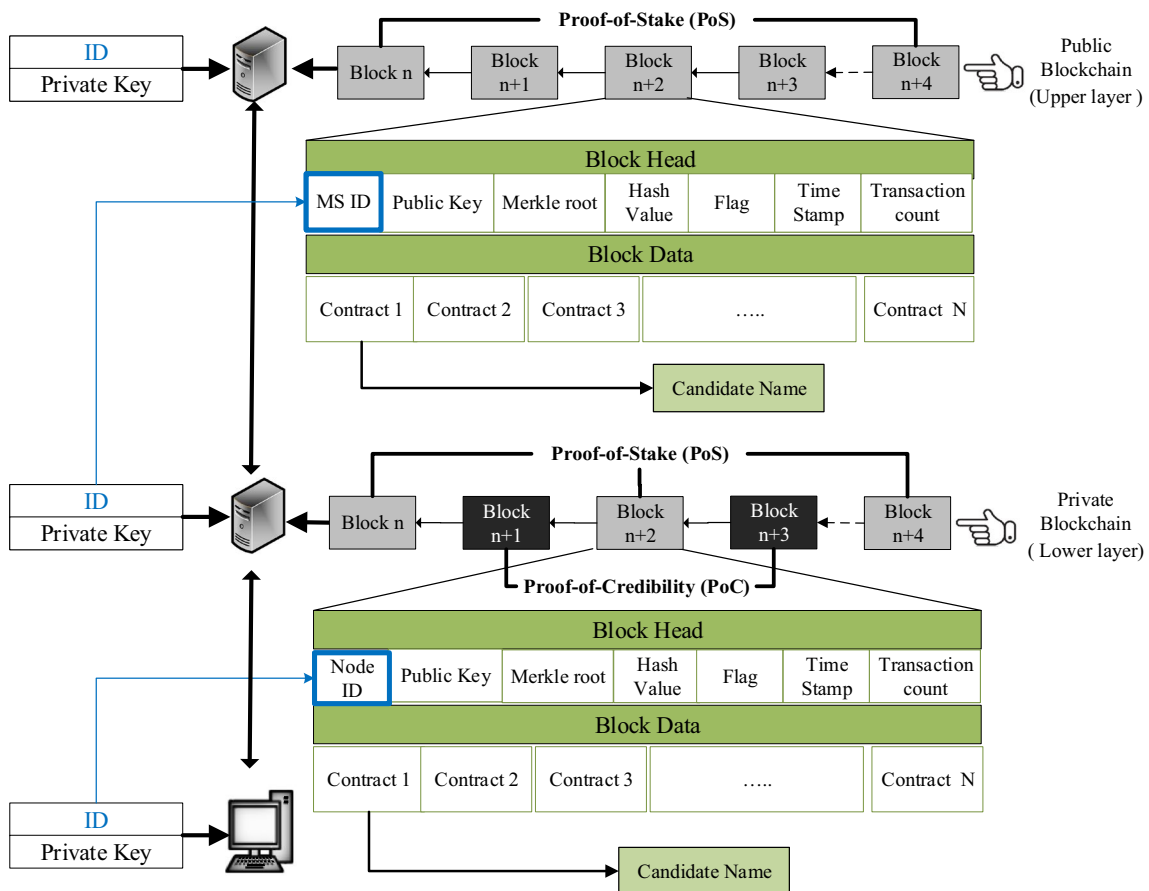 Proof-of-Stake (PoS)
ID
Private Key
Block n
Block
n+1
Block
n+2
Block
n+3
Block
n+4
Public
Blockchain
(Upper layer )
Block Head
MS ID
Public Key
Merkle root
Hash
Value
Flag
Time
Stamp
Transaction
count
Block Data
Contract 1
Contract 2
Contract 3
…..
Contract N
Candidate Name
Proof-of-Stake (PoS)
ID
Private Key
Block n
Block
n+1
Block
n+2
Block
n+3
Block
n+4
Private
Blockchain
( Lower layer)
Proof-of-Credibility (PoC)
Block Head
Node
ID
Public Key
Merkle root
Hash
Value
Flag
Time
Stamp
Transaction
count
Block Data
Contract 1
Contract 2
Contract 3
…..
Contract N
ID
Private Key
Candidate Name